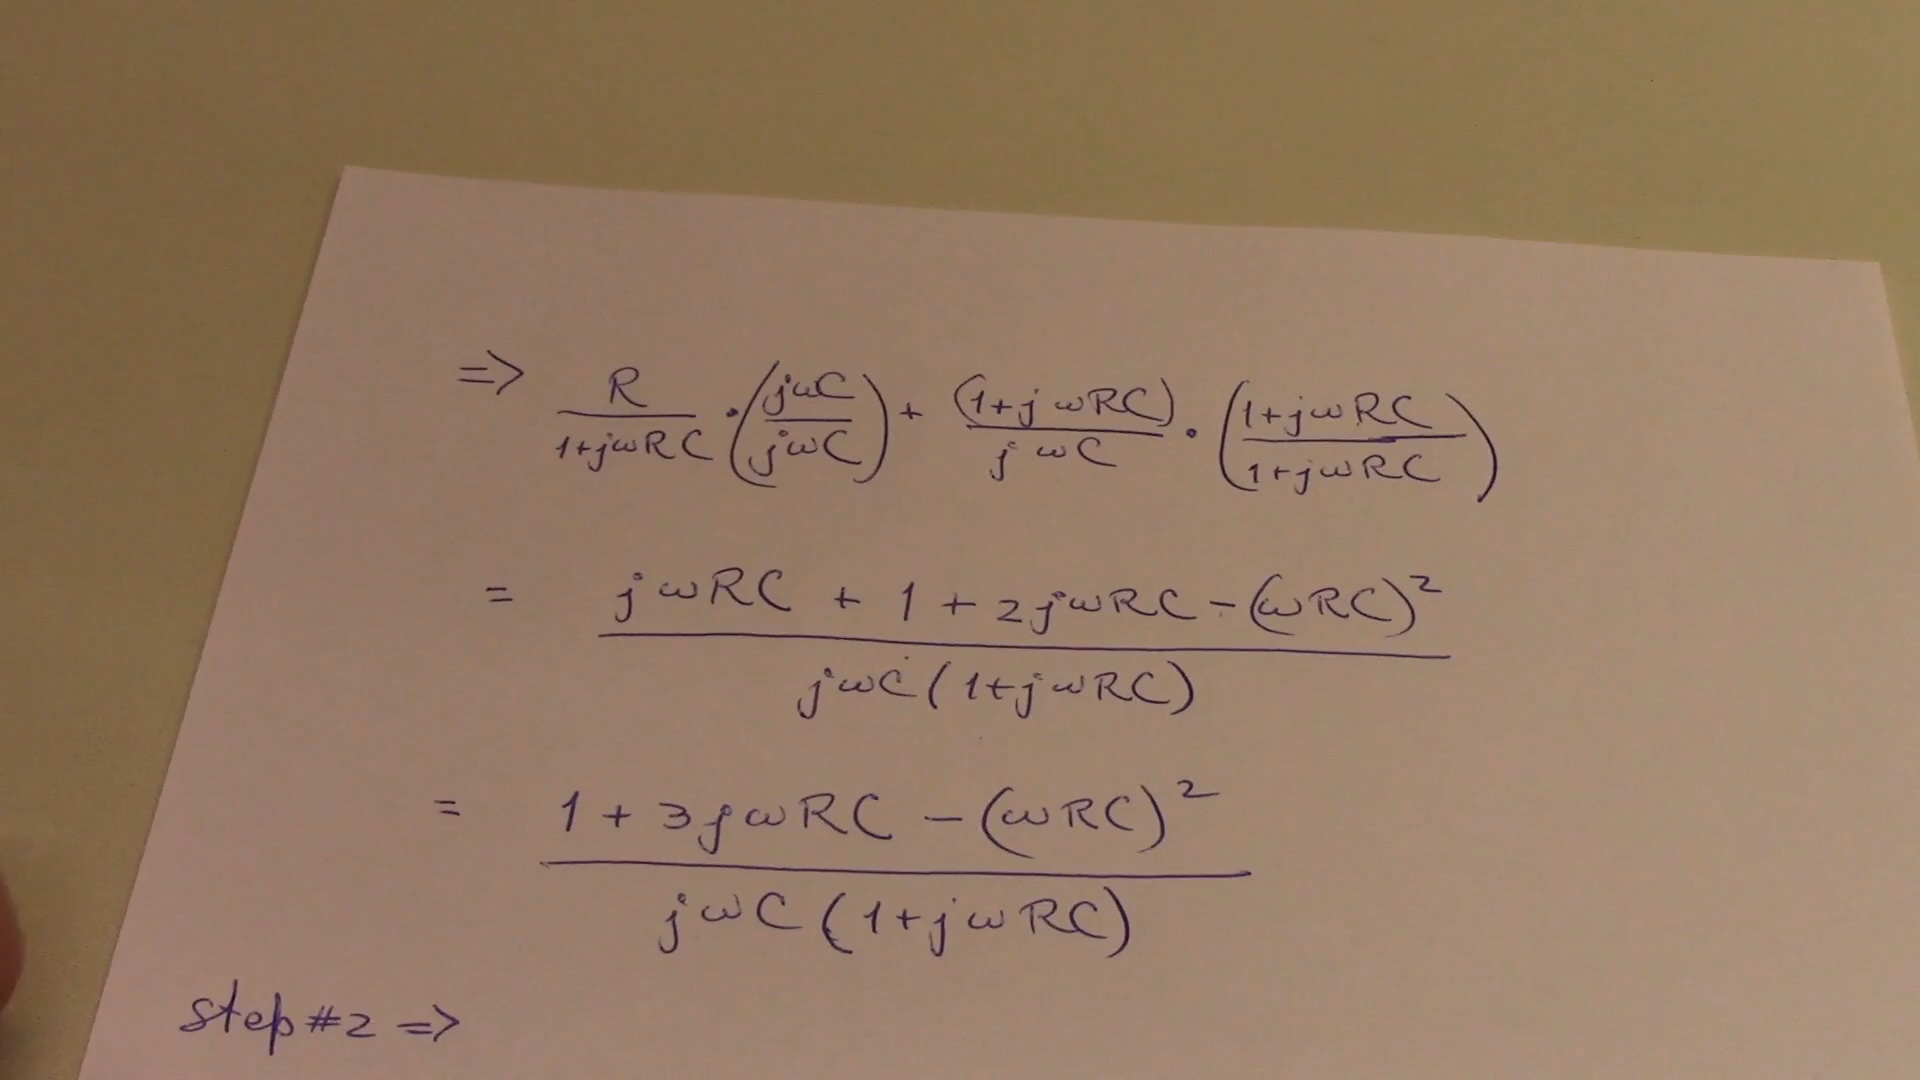 => R/(1+jωRC) · (jωC/jωC) + (1+jωRC)/(jωC) · ((1+jωRC)/(1+jωRC))
= (jωRC + 1 + 2jωRC - (ωRC)²)/(jωC(1+jωRC))
= (1 + 3jωRC - (ωRC)²)/(jωC(1+jωRC))
step#2 =>